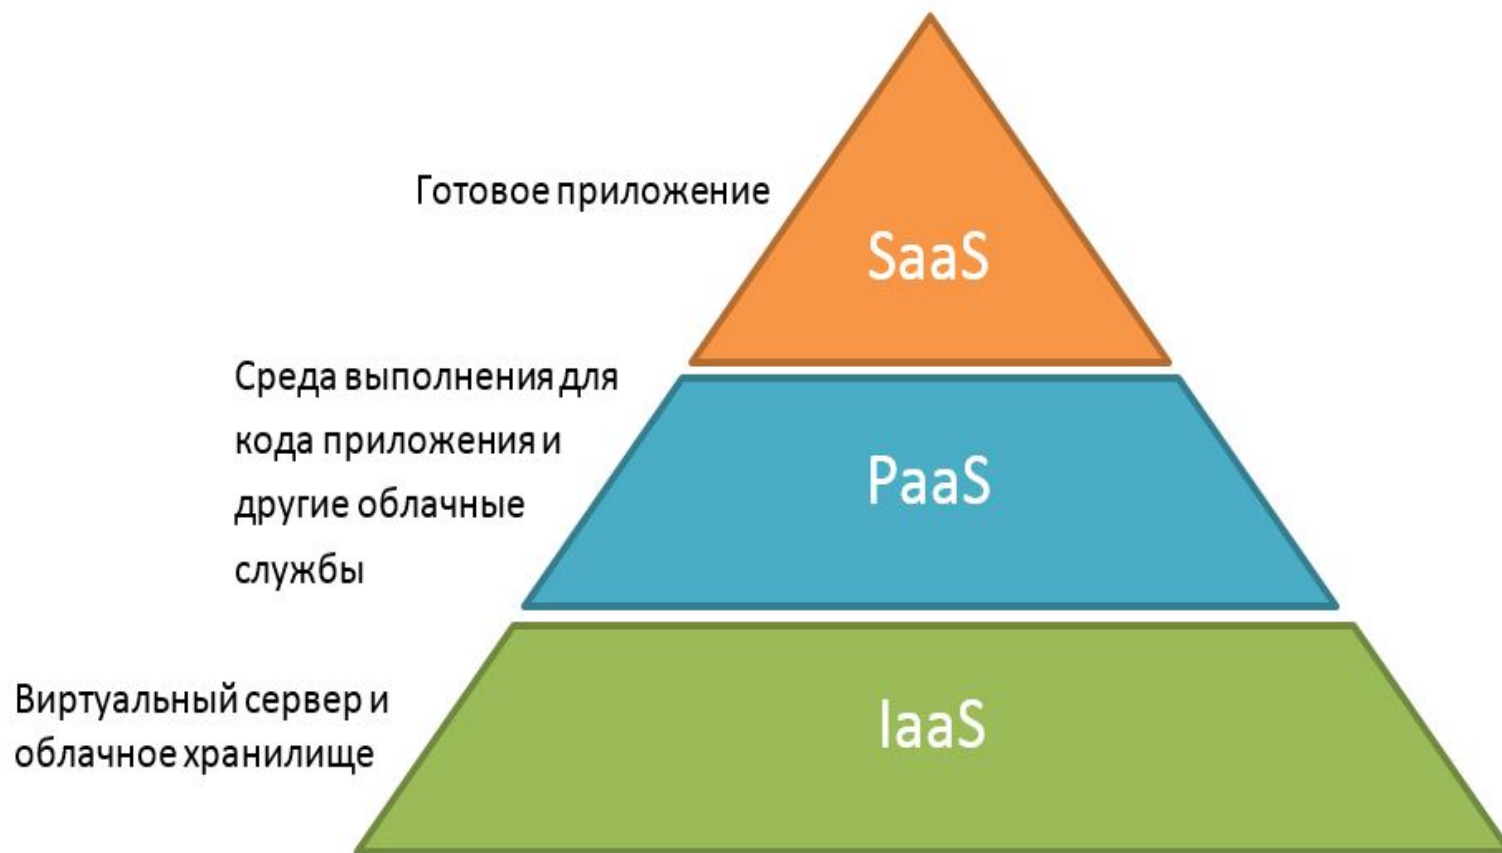 Готовое приложение
SaaS
Среда выполнения для
кода приложения и
другие облачные
службы
PaaS
Виртуальный сервер и
облачное хранилище
IaaS